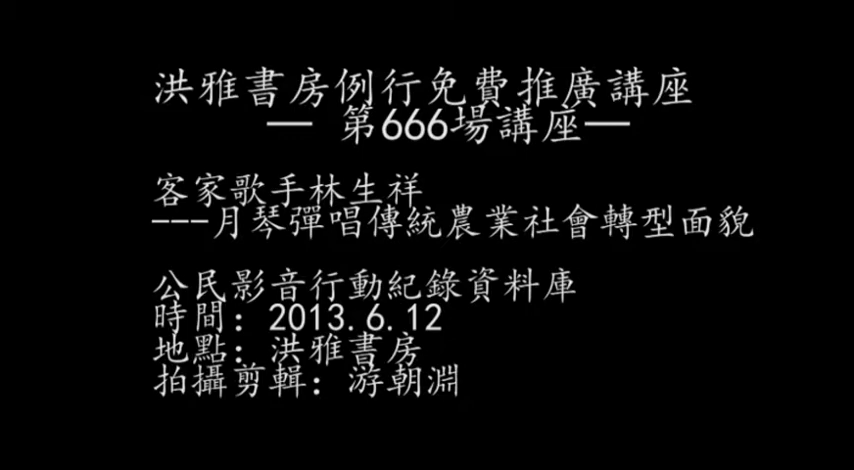 洪雅書房例行免費推廣講座
— 第666場講座—
客家歌手林生祥
---月琴彈唱傳統農業社會轉型面貌
公民影音行動紀錄資料庫
時間: 2013.6.12
地點: 洪雅書房
拍攝剪輯: 游朝淵